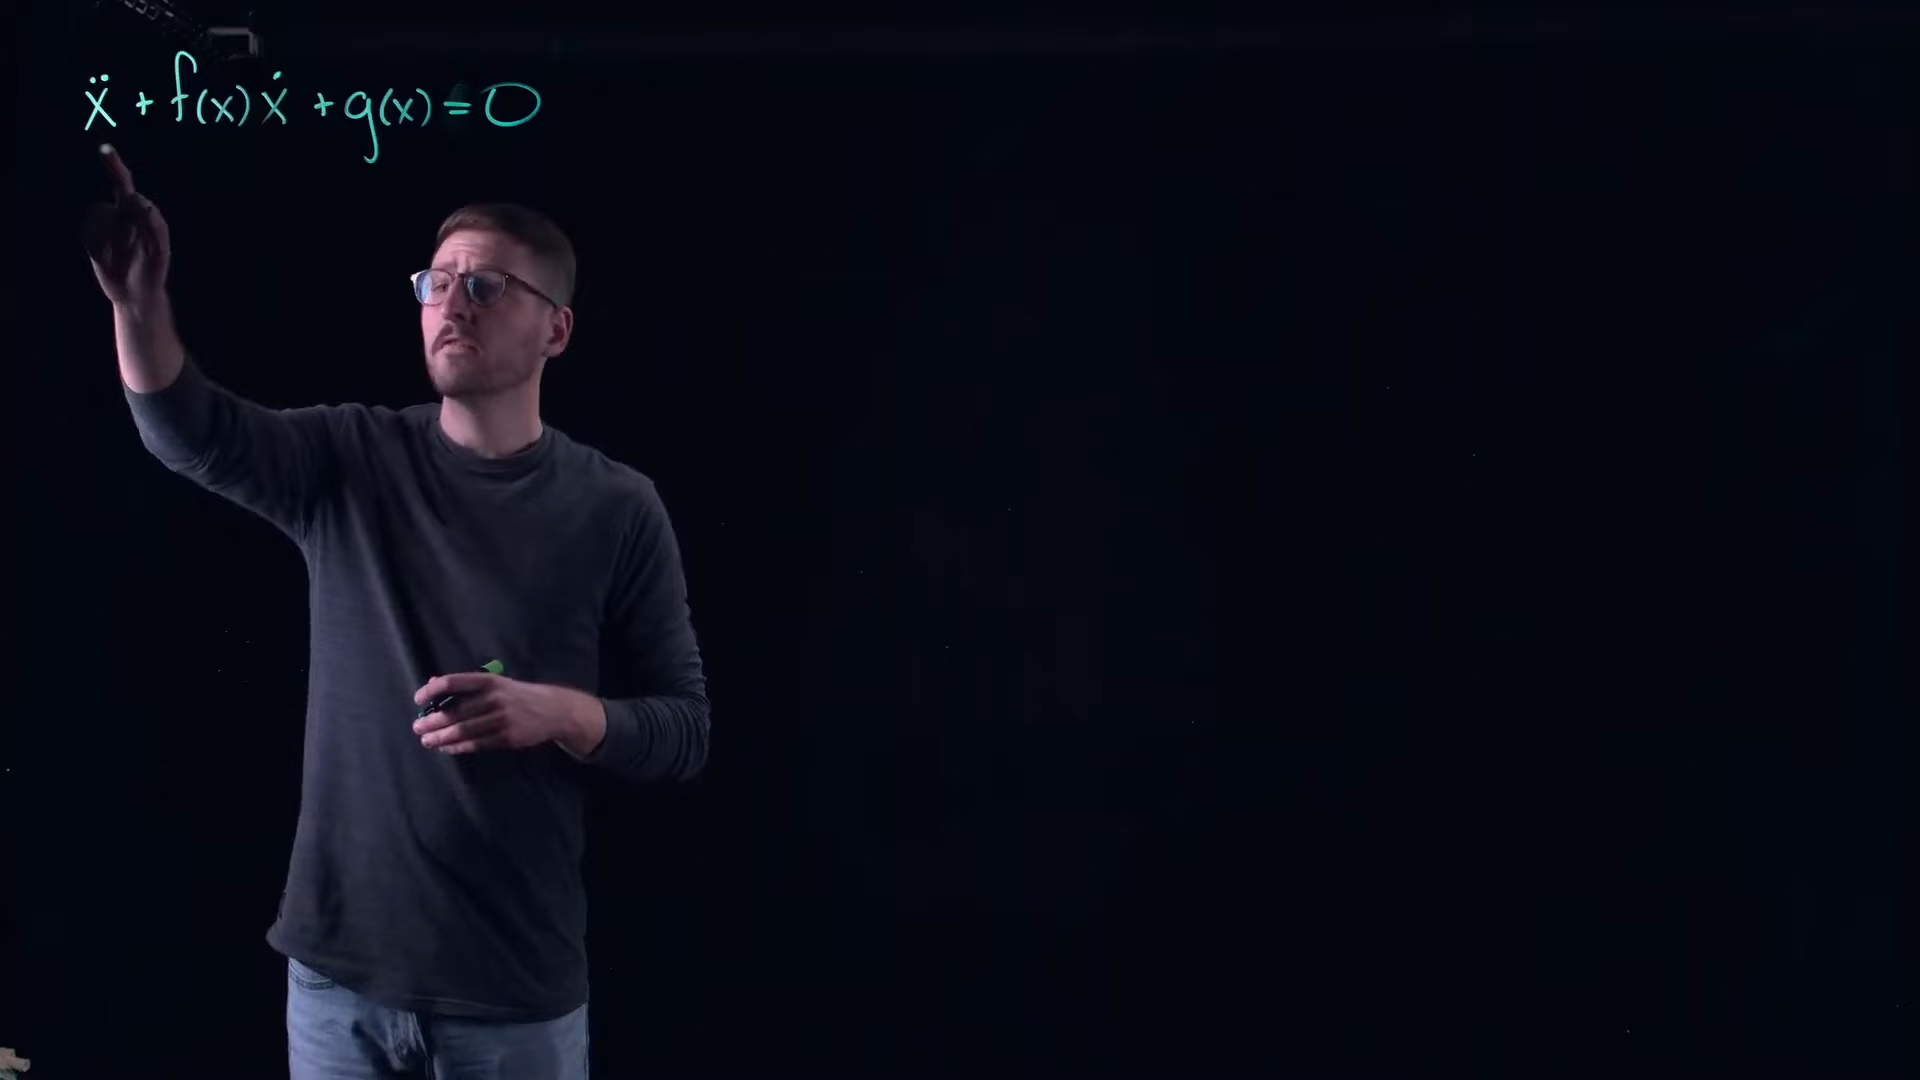 ẍ + f(x)ẋ + g(x) = 0